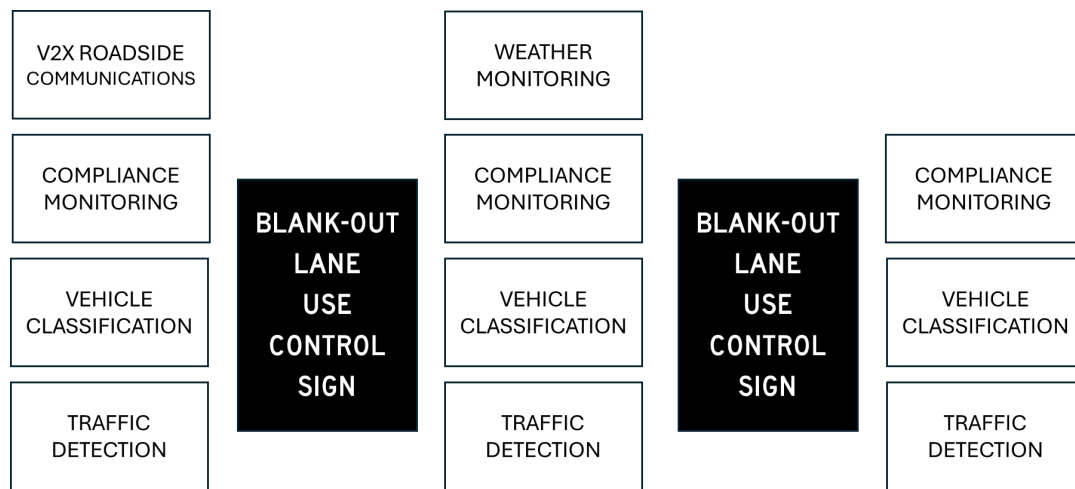 V2X ROADSIDE
COMMUNICATIONS
COMPLIANCE
MONITORING
VEHICLE
CLASSIFICATION
TRAFFIC
DETECTION
BLANK-OUT
LANE
USE
CONTROL
SIGN
WEATHER
MONITORING
COMPLIANCE
MONITORING
VEHICLE
CLASSIFICATION
TRAFFIC
DETECTION
BLANK-OUT
LANE
USE
CONTROL
SIGN
COMPLIANCE
MONITORING
VEHICLE
CLASSIFICATION
TRAFFIC
DETECTION